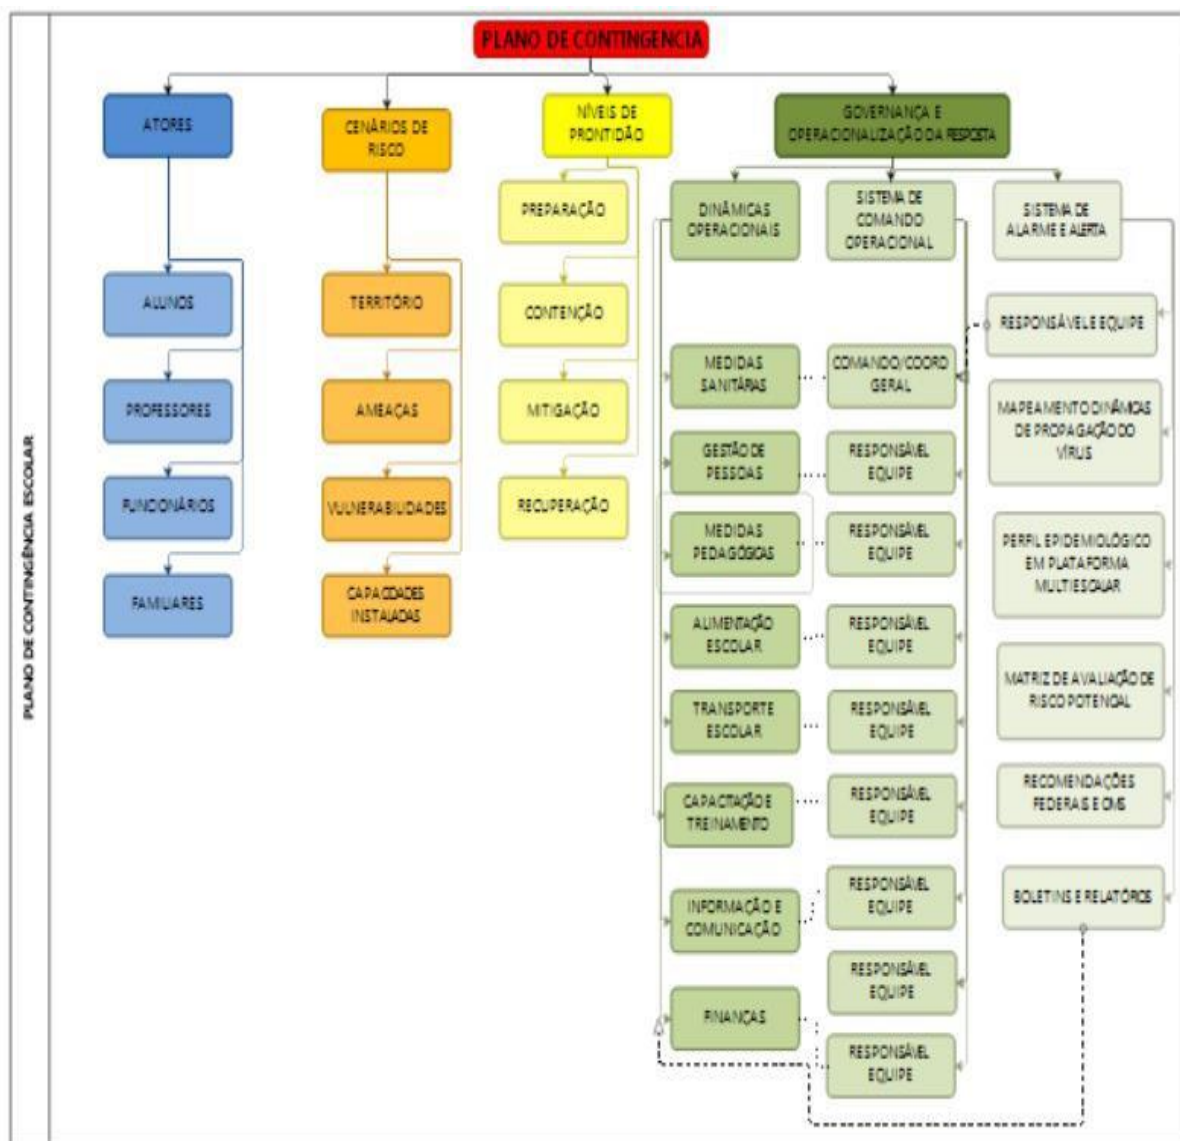 PLANO DE CONTINGÊNCIA ESCOLAR
PLANO DE CONTINGENCIA
ATORES
ALUNOS
PROFESSORES
FUNCIONÁRIOS
FAMILIARES
CENÁRIOS DE
RISCO
TERRITÓRIO
AMEAÇAS
VULNERABILIDADES
CAPACIDADES
INSTALADAS
NÍVEIS DE
PRONTIDÃO
PREPARAÇÃO
CONTENÇÃO
MITIGAÇÃO
RECUPERAÇÃO
GOVERNANÇA E
OPERACIONALIZAÇÃO DA RESPOSTA
DINÂMICAS
OPERACIONAIS
MEDIDAS
SANITÁRIAS
GESTÃO DE
PESSOAS
MEDIDAS
PEDAGÓGICAS
ALIMENTAÇÃO
ESCOLAR
TRANSPORTE
ESCOLAR
CAPACITAÇÃO E
TREINAMENTO
INFORMAÇÃO E
COMUNICAÇÃO
FINANÇAS
SISTEMA DE
COMANDO
OPERACIONAL
COMANDO/COORD
GERAL
RESPONSÁVEL
EQUIPE
RESPONSÁVEL
EQUIPE
RESPONSÁVEL
EQUIPE
RESPONSÁVEL
EQUIPE
RESPONSÁVEL
EQUIPE
RESPONSÁVEL
EQUIPE
RESPONSÁVEL
EQUIPE
RESPONSÁVEL
EQUIPE
SISTEMA DE
ALARME E ALERTA
RESPONSÁVEL E EQUIPE
MAPEAMENTO DINÂMICAS
DE PROPAGAÇÃO DO
VÍRUS
PERFIL EPIDEMIOLÓGICO
EM PLATAFORMA
MULTIESCALAR
MATRIZ DE AVALIAÇÃO DE
RISCO POTENCIAL
RECOMENDAÇÕES
FEDERAIS E OMS
BOLETINS E RELATÓRIOS